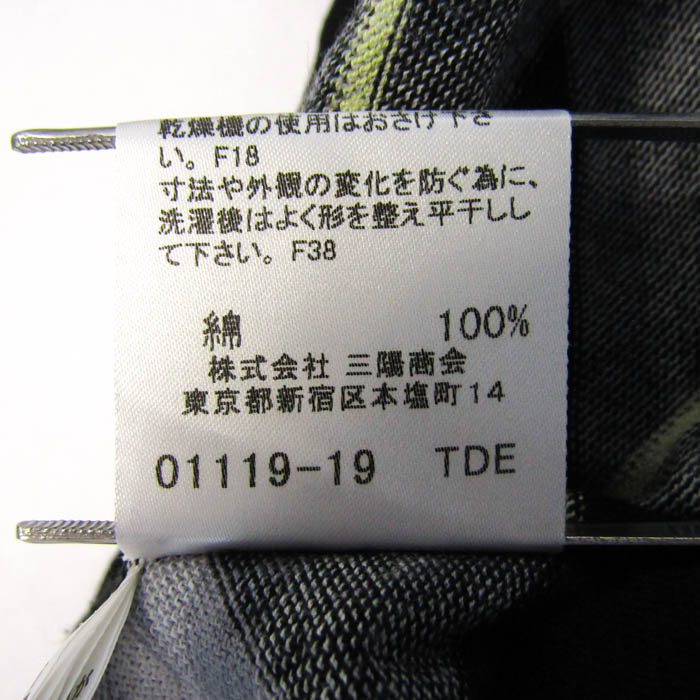 乾燥機の使用はおさけ下さ
い。F18
寸法や外観の変化を防ぐ為に、
洗濯後はよく形を整え平干しし
て下さい。F38
綿 100%
株式会社 三陽商会
東京都新宿区本塩町14
01119-19 TDE